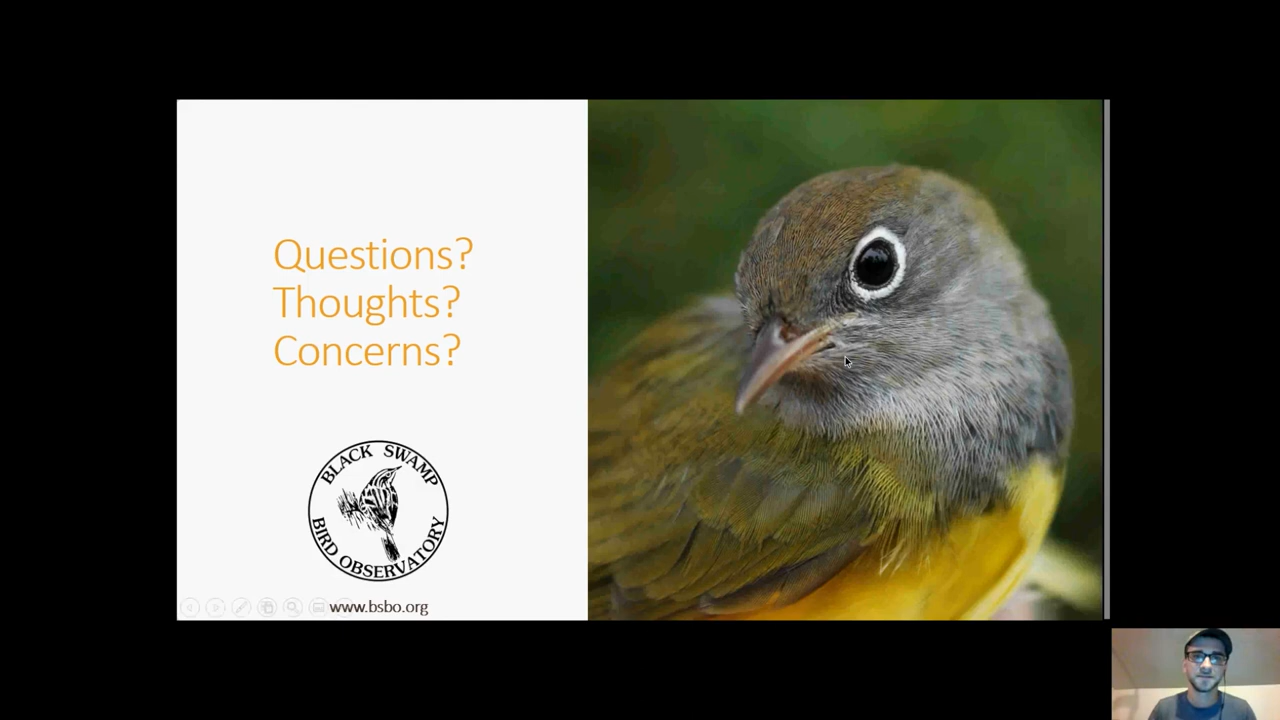 Questions?
Thoughts?
Concerns?
BLACK SWAMP
BIRD OBSERVATORY
www.bsbo.org